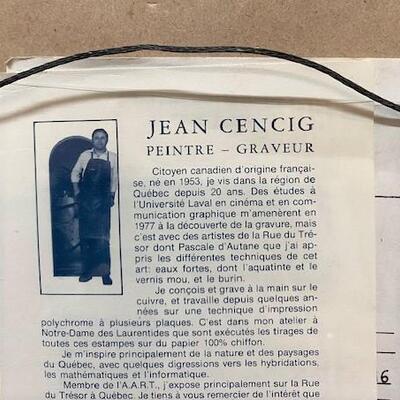 JEAN CENCIG
PEINTRE – GRAVEUR
Citoyen canadien d'origine françai-
se, né en 1953, je vis dans la région de
Québec depuis 20 ans. Des études à
l'Université Laval en cinéma et en com-
munication graphique m'amenèrent en
1977 à la découverte de la gravure, mais
c'est avec des artistes de la Rue du Tré-
sor dont Pascale d'Autane que j'ai ap-
pris les différentes techniques de cet
art: eaux fortes, dont l'aquatinte et le
vernis mou, et le burin.
Je conçois et grave à la main sur le
cuivre, et travaille depuis quelques an-
nées sur une technique d'impression
polychrome à plusieurs plaques. C'est dans mon atelier à
Notre-Dame des Laurentides que sont exécutés les tirages de
toutes ces estampes sur du papier 100% chiffon.
Je m'inspire principalement de la nature et des paysages
du Québec, avec quelques digressions vers les hybridations,
les mathématiques et l'informatique.
Membre de l'A.A.R.T., j'expose principalement sur la Rue
du Trésor à Québec. Je tiens à vous remercier de l'intérêt que
6